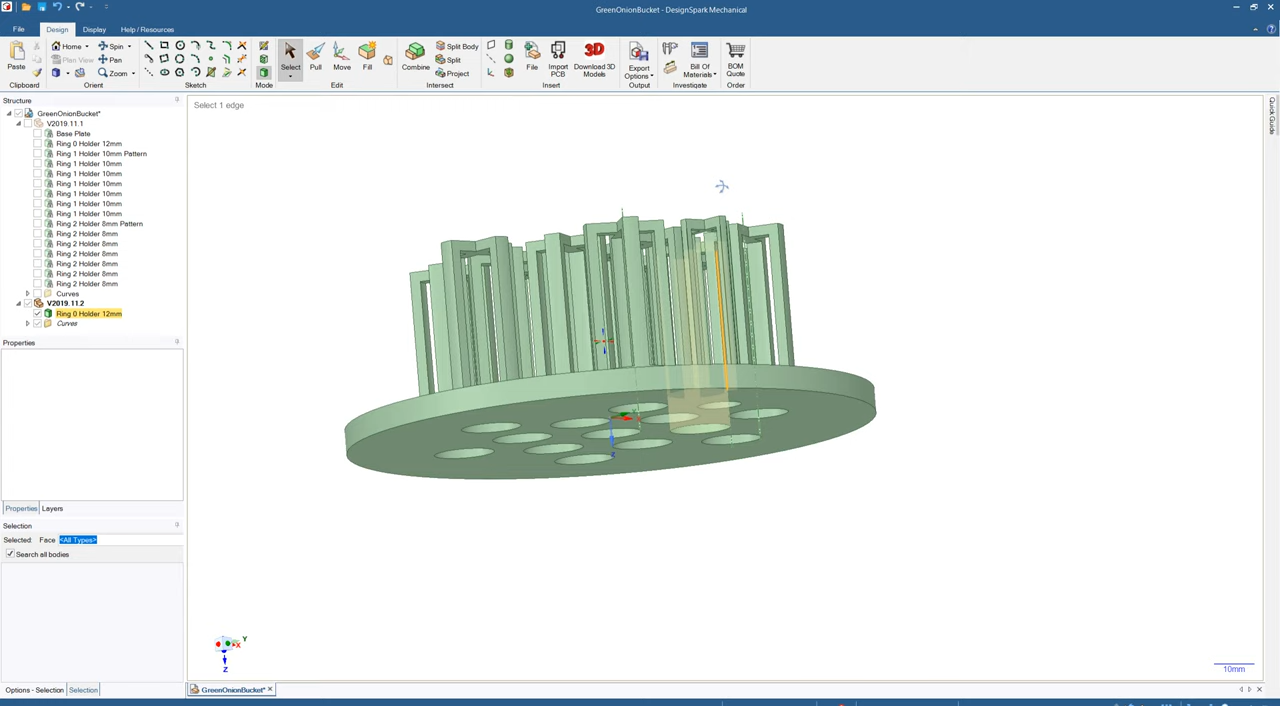 GreenOnionBucket - DesignSpark Mechanical
File Design Display Help / Resources
Paste
Home
Plan View
Spin
Pan
Zoom
Select
Pull
Move
Fill
Combine
Split Body
Split
Project
File
Import PCB
Download 3D Models
Export Options
Bill Of Materials
BOM Quote
Clipboard Orient Sketch Mode Edit Intersect Insert Output Investigate Order
Structure
GreenOnionBucket*
V2019.11.1
Base Plate
Ring 0 Holder 12mm
Ring 1 Holder 10mm Pattern
Ring 1 Holder 10mm
Ring 1 Holder 10mm
Ring 1 Holder 10mm
Ring 1 Holder 10mm
Ring 1 Holder 10mm
Ring 1 Holder 10mm
Ring 2 Holder 8mm Pattern
Ring 2 Holder 8mm
Ring 2 Holder 8mm
Ring 2 Holder 8mm
Ring 2 Holder 8mm
Ring 2 Holder 8mm
Ring 2 Holder 8mm
Curves
V2019.11.2
Ring 0 Holder 12mm
Curves
Select 1 edge
Quick Guide
Properties
Properties Layers
Selection
Selected: Face <All Types>
Search all bodies
Options - Selection Selection
Y
X
Z
Z
10mm
GreenOnionBucket*